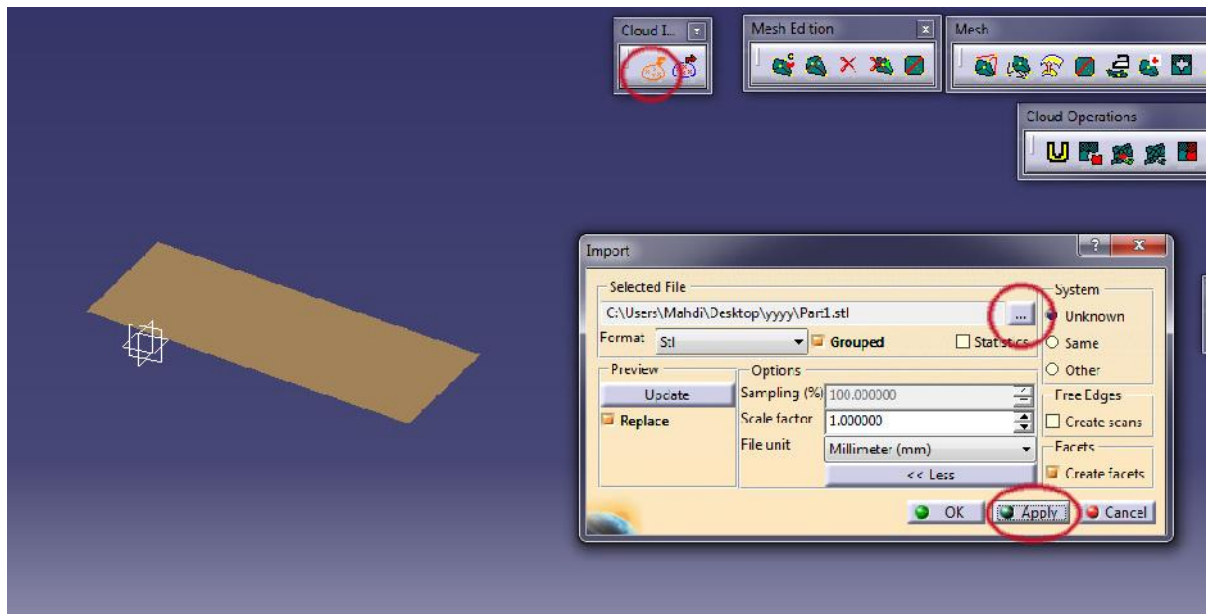 Cloud I...
Mesh Edition
Mesh
Cloud Operations
Import
Selected File
C:\Users\Mahdi\Desktop\yyyy\Part1.stl
...
Format Stl
Grouped
Statistics
System
Unknown
Same
Other
Preview
Update
Replace
Options
Sampling (%) 100.000000
Scale factor 1.000000
File unit Millimeter (mm)
<< Less
Free Edges
Create scans
Facets
Create facets
OK
Apply
Cancel